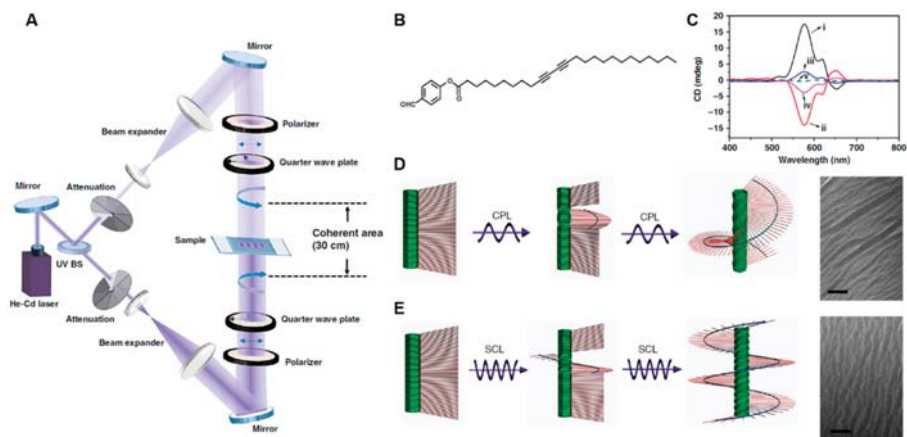 A
Mirror
Beam expander
Polarizer
Quarter wave plate
Attenuation
Mirror
UV BS
He-Cd laser
Sample
Coherent area
(30 cm)
Attenuation
Quarter wave plate
Beam expander
Polarizer
Mirror
B
CHO
O
O
C
CD (mdeg)
15
10
5
0
-5
-10
-15
i
iii
v
iv
ii
400 500 600 700 800
Wavelength (nm)
D
CPL
CPL
E
SCL
SCL